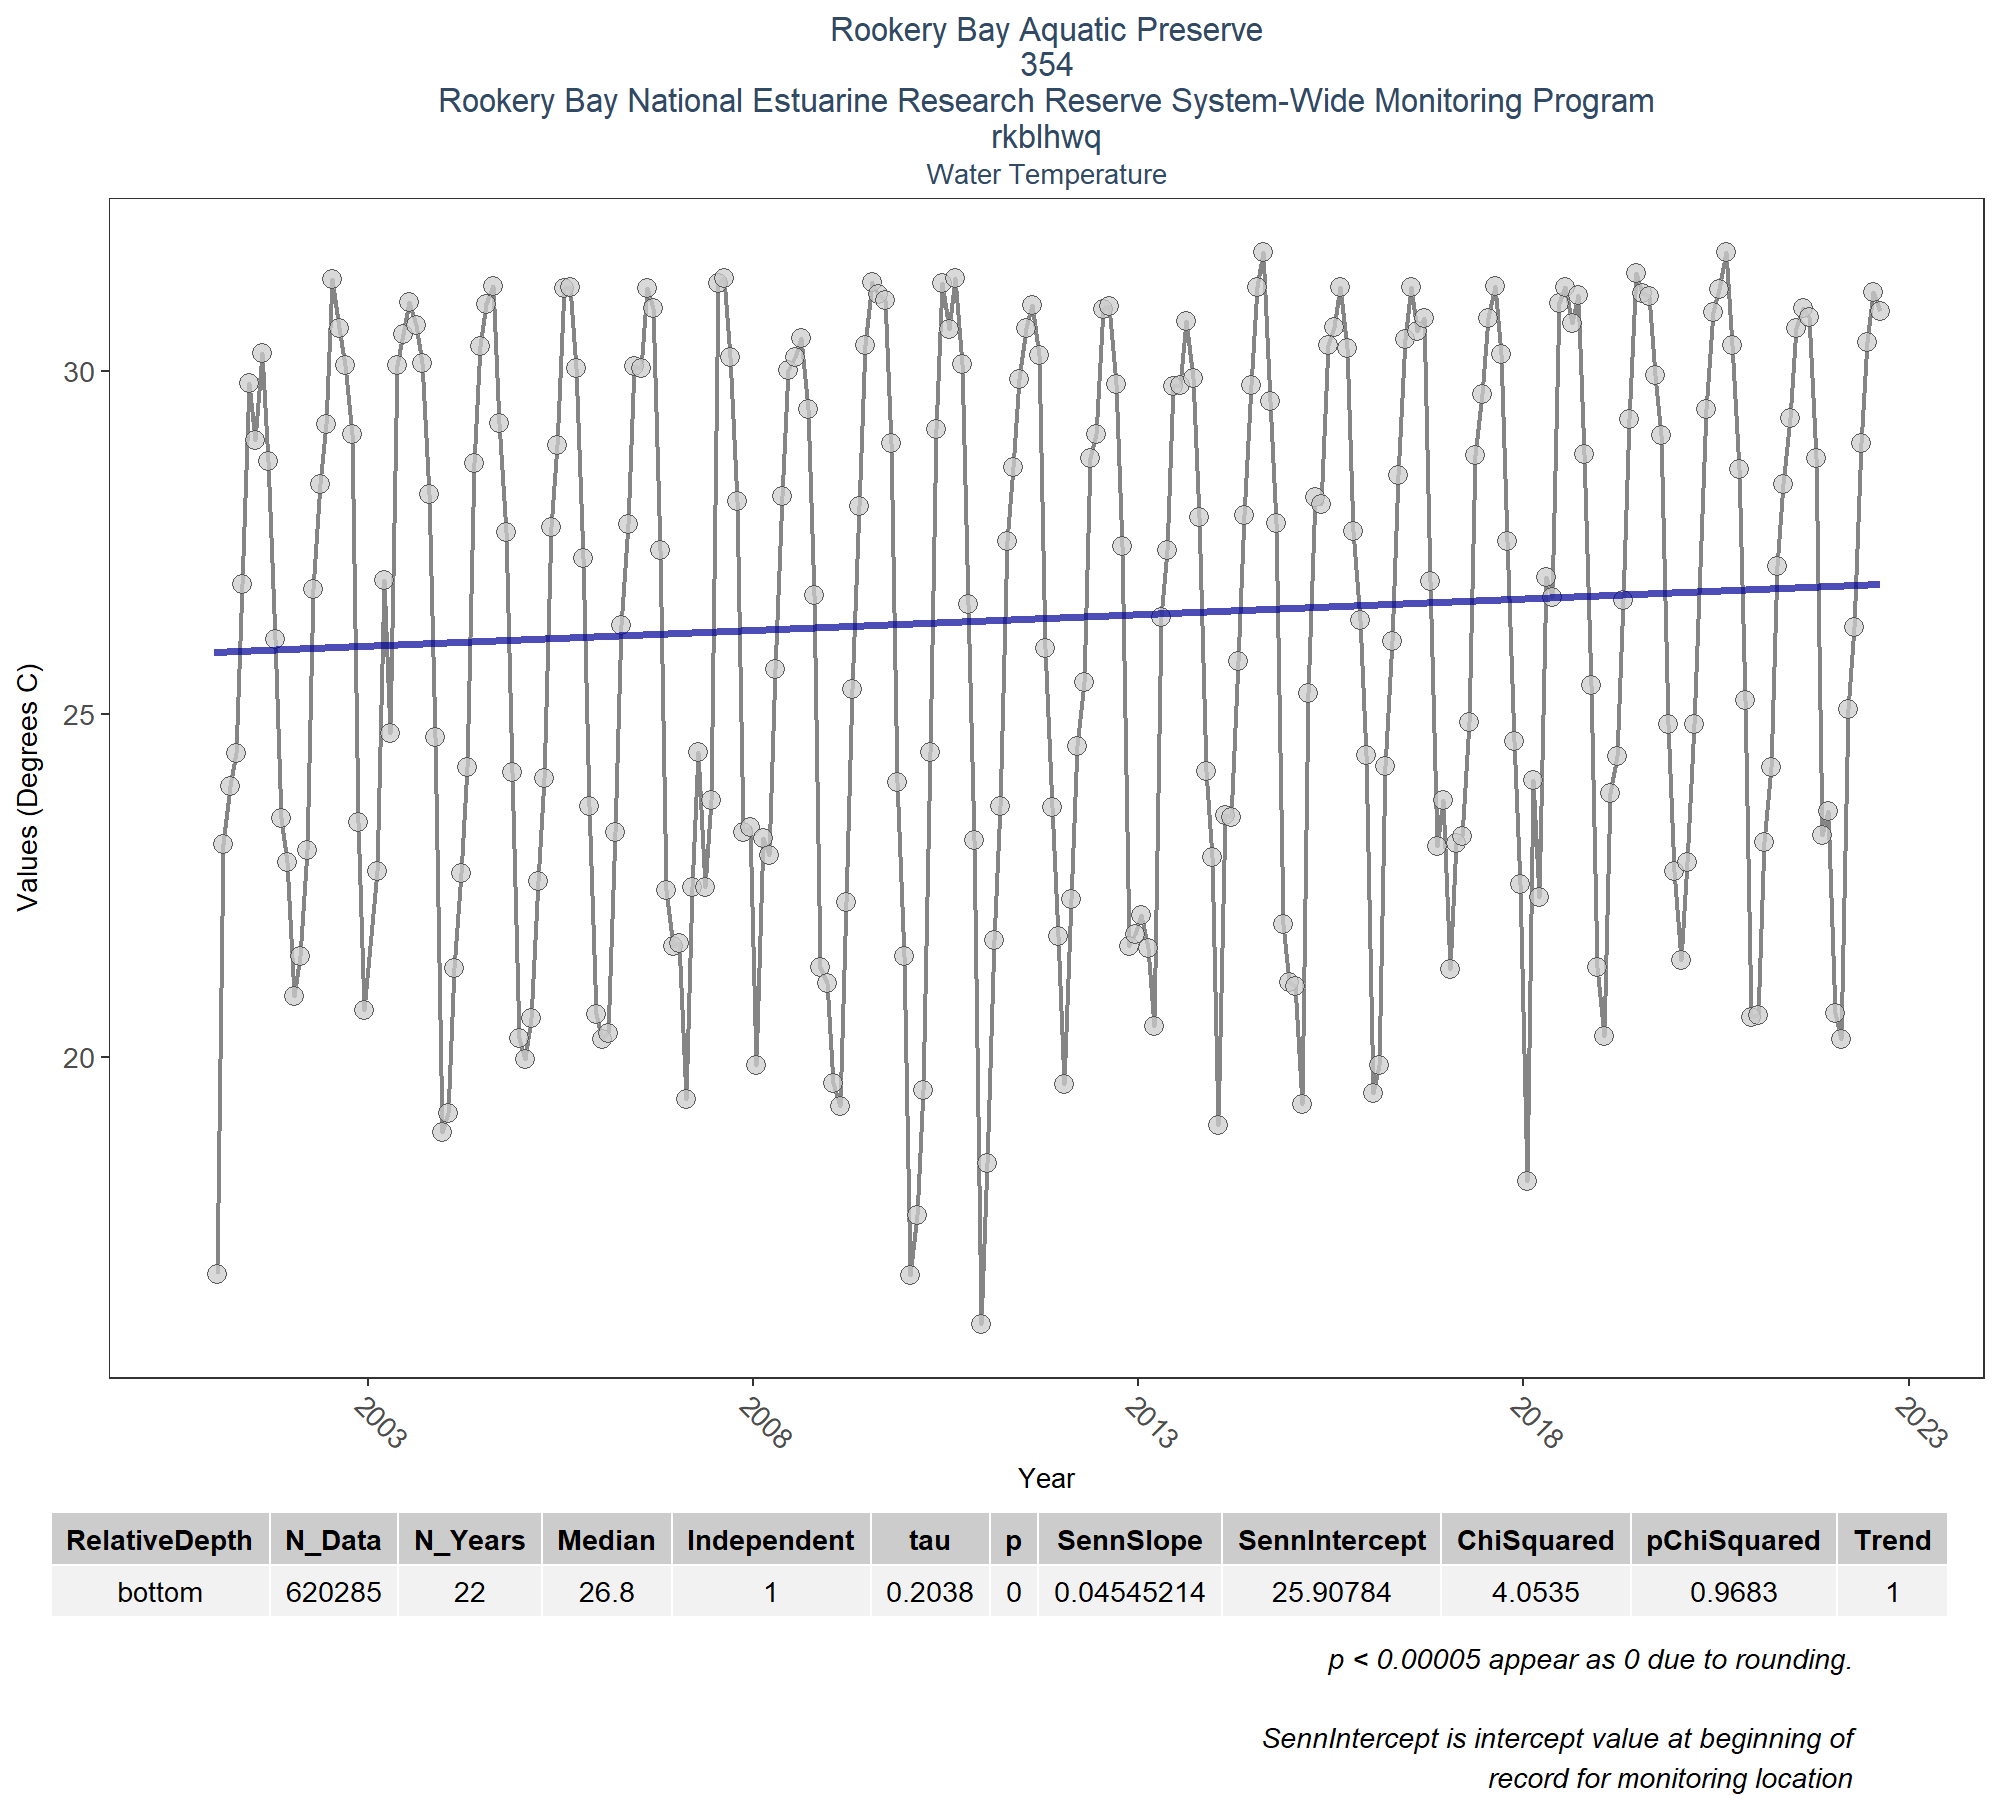 Rookery Bay Aquatic Preserve
354
Rookery Bay National Estuarine Research Reserve System-Wide Monitoring Program
rkblhwq
Water Temperature
30
25
20
Values (Degrees C)
2003 2008 2013 2018 2023
Year
RelativeDepth N_Data N_Years Median Independent tau p SennSlope SennIntercept ChiSquared pChiSquared Trend
bottom 620285 22 26.8 1 0.2038 0 0.04545214 25.90784 4.0535 0.9683 1
p < 0.00005 appear as 0 due to rounding.
SennIntercept is intercept value at beginning of
record for monitoring location